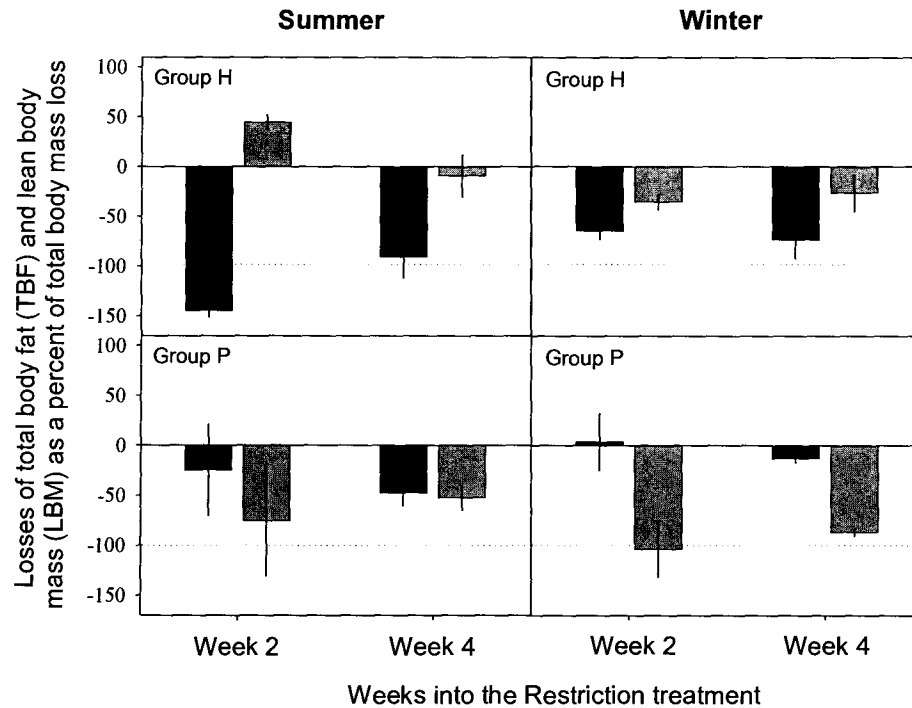 Summer
Winter
Losses of total body fat (TBF) and lean body
mass (LBM) as a percent of total body mass loss
100
50
0
-50
-100
-150
Group H
Group H
100
50
0
-50
-100
-150
Group P
Group P
Week 2
Week 4
Week 2
Week 4
Weeks into the Restriction treatment